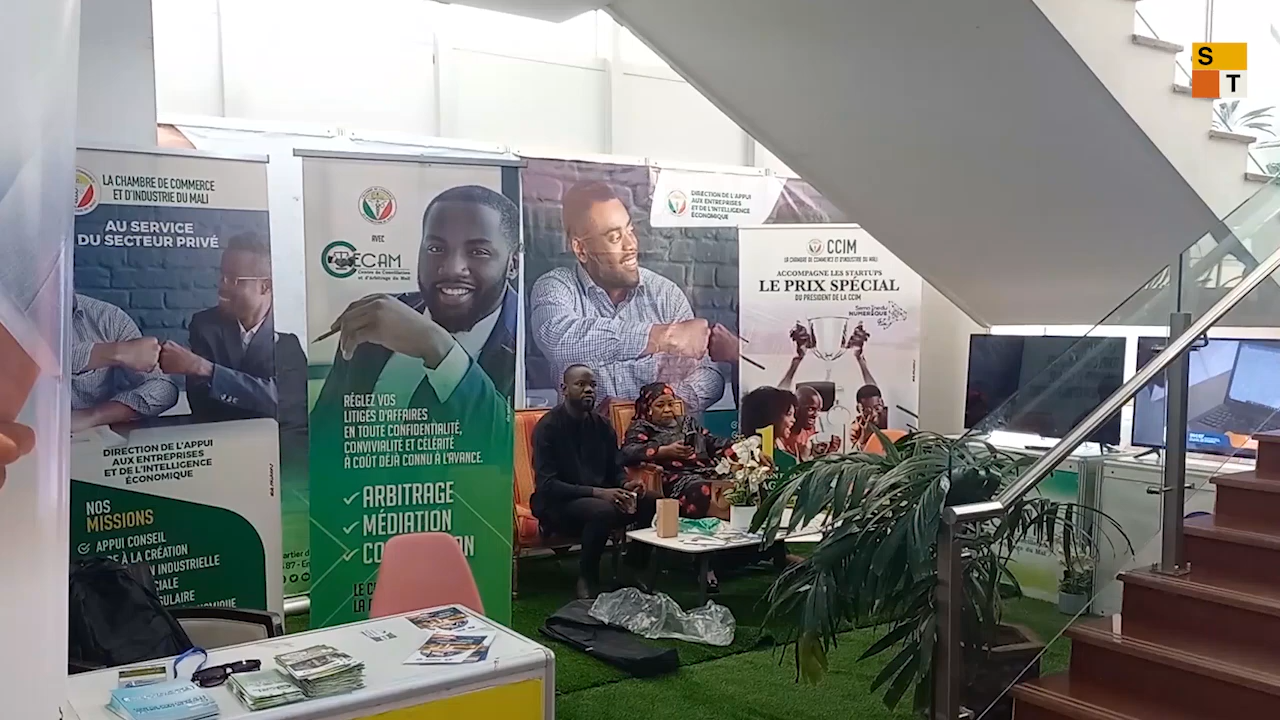 S
T
LA CHAMBRE DE COMMERCE
ET D'INDUSTRIE DU MALI
AU SERVICE
DU SECTEUR PRIVÉ
DIRECTION DE L'APPUI
AUX ENTREPRISES
ET DE L'INTELLIGENCE
ÉCONOMIQUE
NOS
MISSIONS
APPUI CONSEIL
À LA CRÉATION
INDUSTRIELLE
AVEC
CECAM
Centre de Conciliation
et d'Arbitrage du Mali
RÉGLEZ VOS
LITIGES D'AFFAIRES
EN TOUTE CONFIDENTIALITÉ,
CONVIVIALITÉ ET CÉLÉRITÉ
À COÛT DÉJÀ CONNU À L'AVANCE.
ARBITRAGE
MÉDIATION
DIRECTION DE L'APPUI
AUX ENTREPRISES
ET DE L'INTELLIGENCE
ÉCONOMIQUE
CCIM
LA CHAMBRE DE COMMERCE ET D'INDUSTRIE DU MALI
ACCOMPAGNE LES STARTUPS
LE PRIX SPÉCIAL
DU PRÉSIDENT DE LA CCIM
NUMÉRIQUE